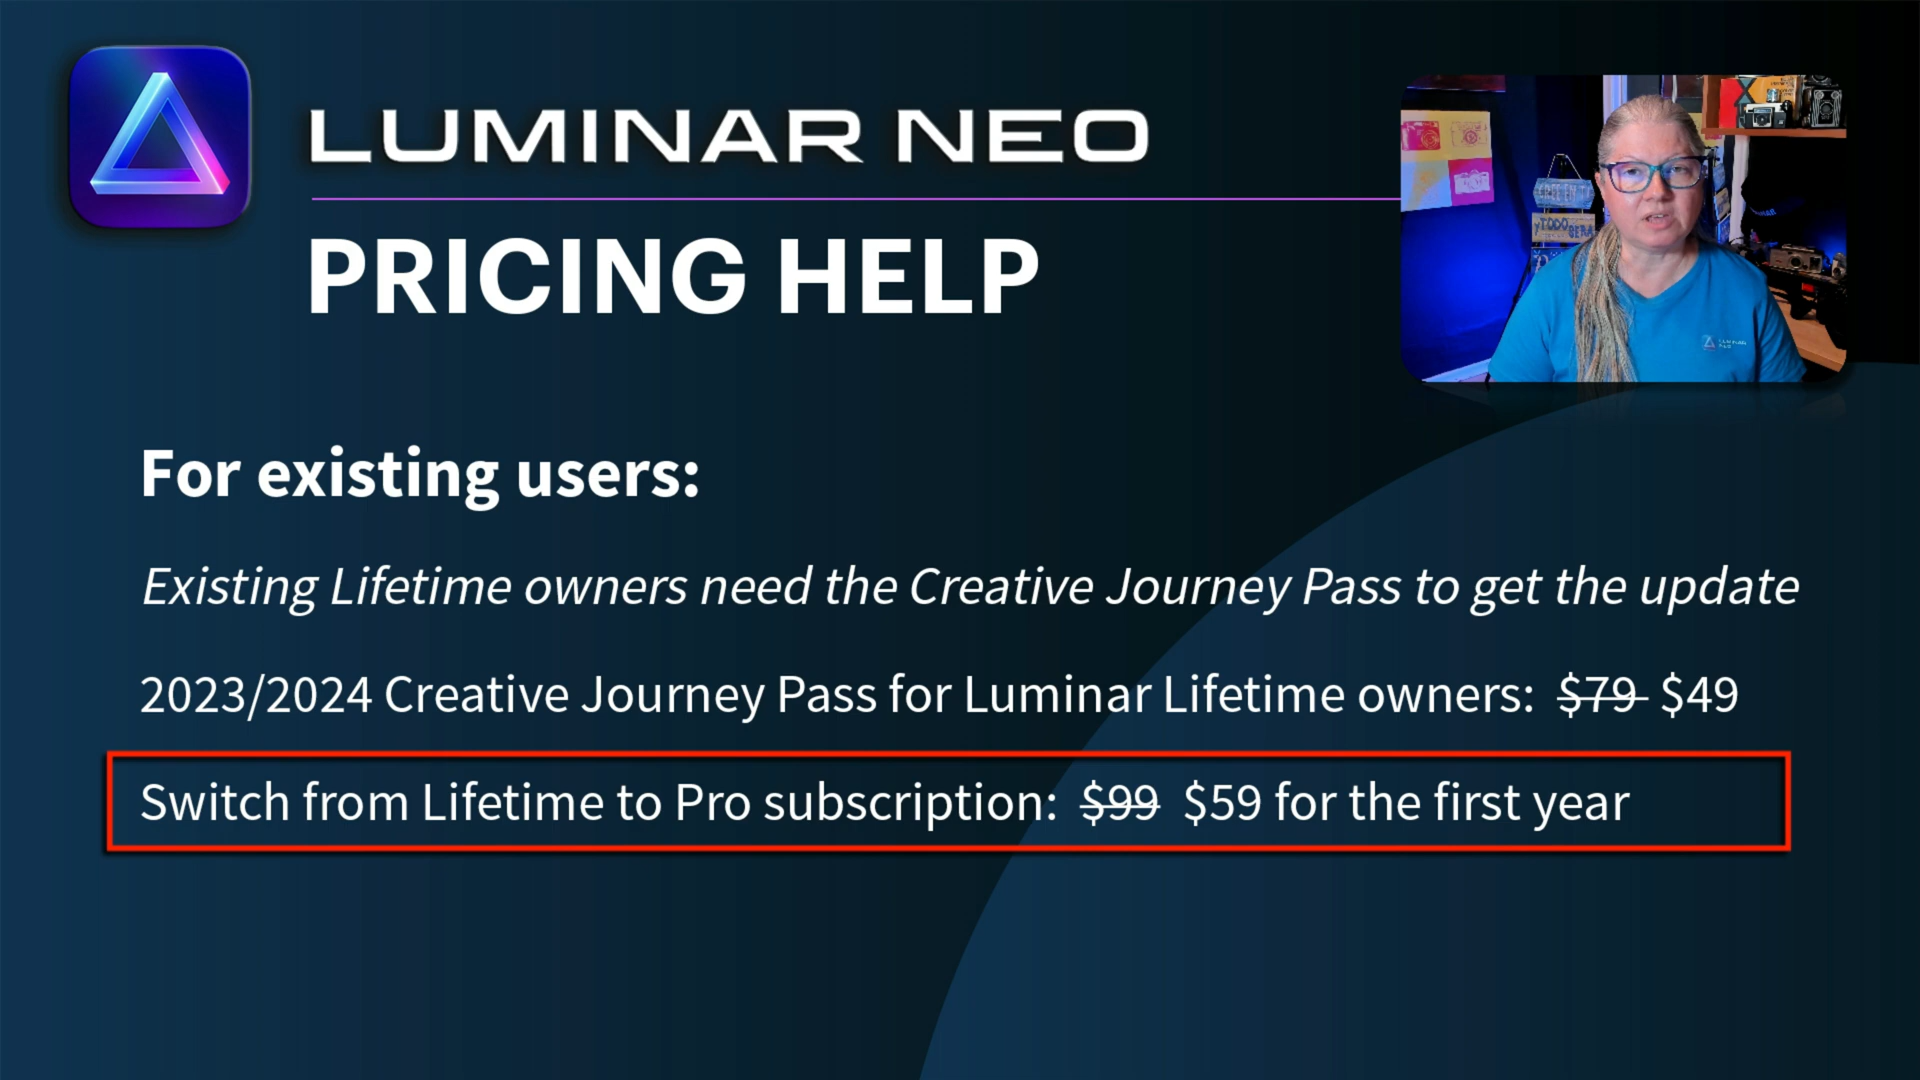 LUMINAR NEO
PRICING HELP
For existing users:
Existing Lifetime owners need the Creative Journey Pass to get the update
2023/2024 Creative Journey Pass for Luminar Lifetime owners: $79 $49
Switch from Lifetime to Pro subscription: $99 $59 for the first year
LUMINAR
NEO